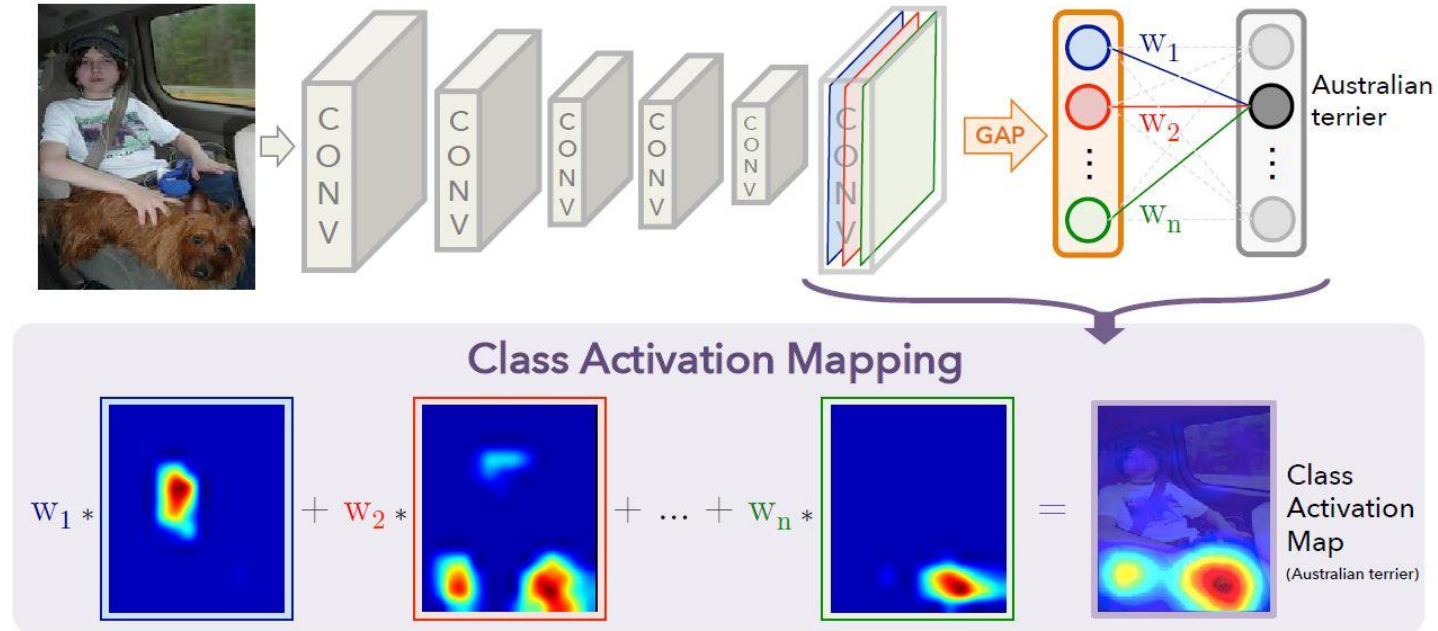 CONV
CONV
CONV
CONV
CONV
CONV
GAP
w1
w2
⋮
wn
⋮
Australian
terrier
Class Activation Mapping
w1 * + w2 * + ... + wn * =
Class
Activation
Map
(Australian terrier)